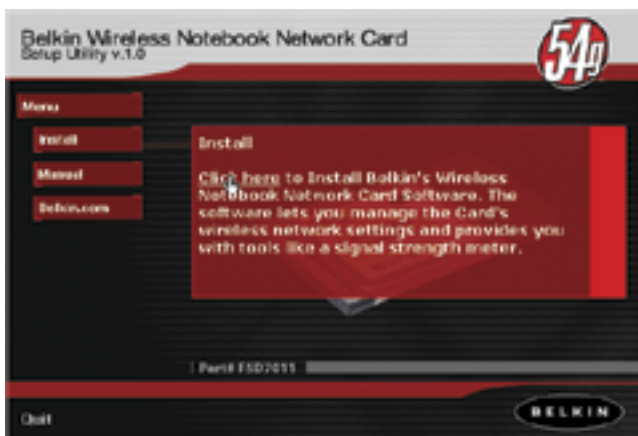 Belkin Wireless Notebook Network Card
Setup Utility v.1.0
54g
Menu
Install
Manual
Belkin.com
Install
Click here to Install Belkin's Wireless
Notebook Network Card Software. The
software lets you manage the Card's
wireless network settings and provides you
with tools like a signal strength meter.
Part# F5D7011
Quit
BELKIN